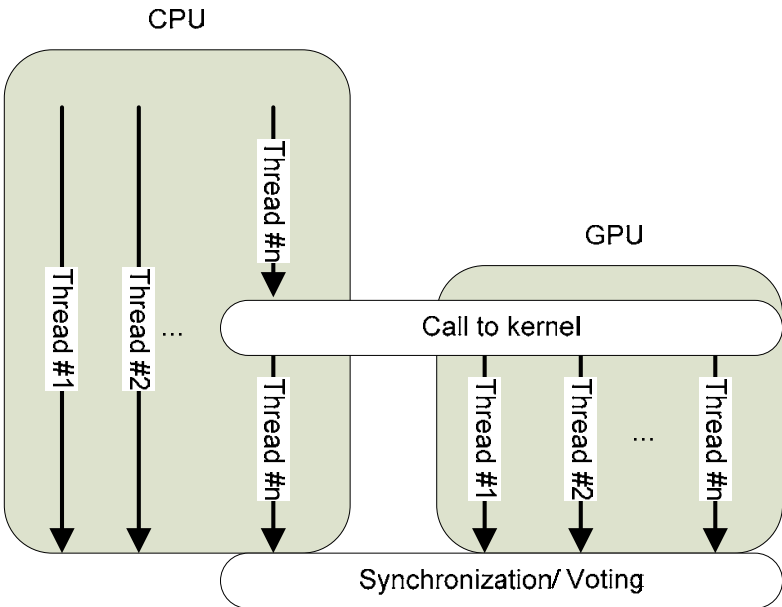 CPU
Thread #n
GPU
Call to kernel
Thread #1
Thread #2
...
Thread #n
Thread #1
Thread #2
...
Thread #n
Synchronization/ Voting